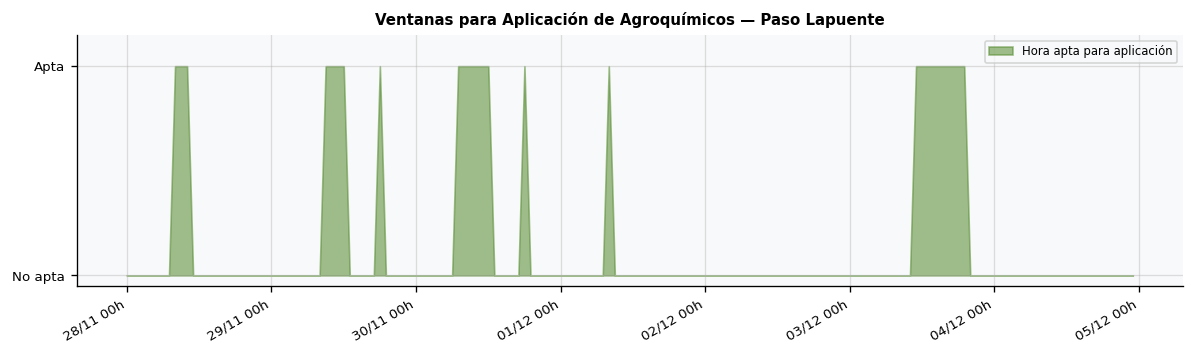 Ventanas para Aplicación de Agroquímicos — Paso Lapuente
Hora apta para aplicación
Apta
No apta
28/11 00h
29/11 00h
30/11 00h
01/12 00h
02/12 00h
03/12 00h
04/12 00h
05/12 00h